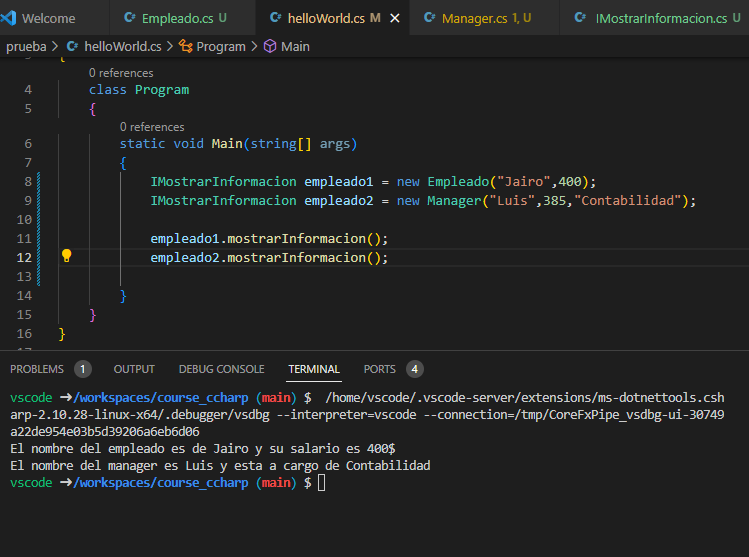 Welcome
Empleado.cs U
helloWorld.cs M
Manager.cs 1, U
IMostrarInformacion.cs U
prueba > helloWorld.cs > Program > Main
{
0 references
4 class Program
5 {
0 references
6 static void Main(string[] args)
7 {
8 IMostrarInformacion empleado1 = new Empleado("Jairo",400);
9 IMostrarInformacion empleado2 = new Manager("Luis",385,"Contabilidad");
10
11 empleado1.mostrarInformacion();
12 empleado2.mostrarInformacion();
13
14 }
15 }
16 }
PROBLEMS 1 OUTPUT DEBUG CONSOLE TERMINAL PORTS 4
vscode ➜/workspaces/course_ccharp (main) $ /home/vscode/.vscode-server/extensions/ms-dotnettools.csh
arp-2.10.28-linux-x64/.debugger/vsdbg --interpreter=vscode --connection=/tmp/CoreFxPipe_vsdbg-ui-30749
a22de954e03b5d39206a6eb6d06
El nombre del empleado es de Jairo y su salario es 400$
El nombre del manager es Luis y esta a cargo de Contabilidad
vscode ➜/workspaces/course_ccharp (main) $